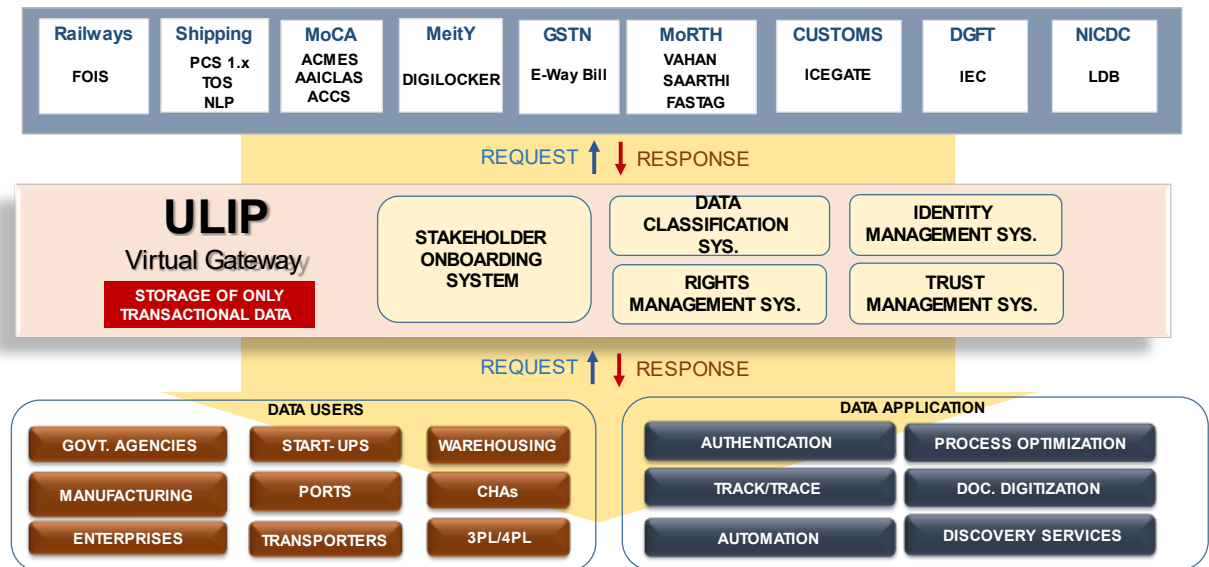 Railways
FOIS
Shipping
PCS 1.x
TOS
NLP
MoCA
ACMES
AAICLAS
ACCS
MeitY
DIGILOCKER
GSTN
E-Way Bill
MoRTH
VAHAN
SAARTHI
FASTAG
CUSTOMS
ICEGATE
DGFT
IEC
NICDC
LDB
REQUEST
RESPONSE
ULIP
Virtual Gateway
STORAGE OF ONLY
TRANSACTIONAL DATA
STAKEHOLDER
ONBOARDING
SYSTEM
DATA
CLASSIFICATION
SYS.
IDENTITY
MANAGEMENT SYS.
RIGHTS
MANAGEMENT SYS.
TRUST
MANAGEMENT SYS.
REQUEST
RESPONSE
DATA USERS
GOVT. AGENCIES
START- UPS
WAREHOUSING
MANUFACTURING
PORTS
CHAs
ENTERPRISES
TRANSPORTERS
3PL/4PL
DATA APPLICATION
AUTHENTICATION
PROCESS OPTIMIZATION
TRACK/TRACE
DOC. DIGITIZATION
AUTOMATION
DISCOVERY SERVICES